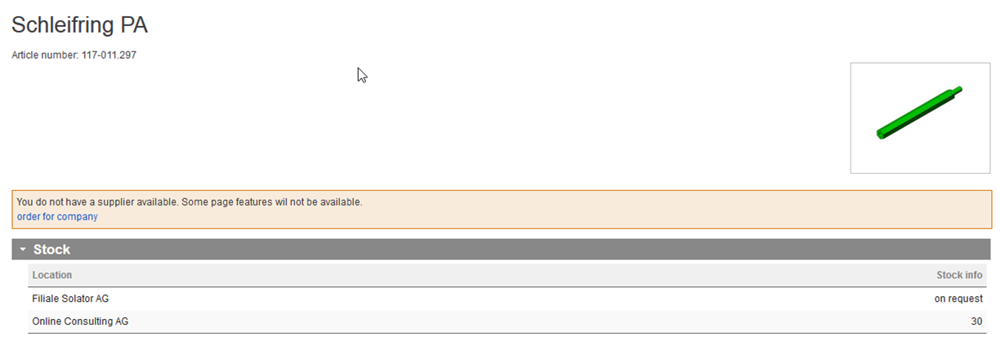 Schleifring PA
Article number: 117-011.297
You do not have a supplier available. Some page features wil not be available.
order for company
Stock
Location Stock info
Filiale Solator AG on request
Online Consulting AG 30